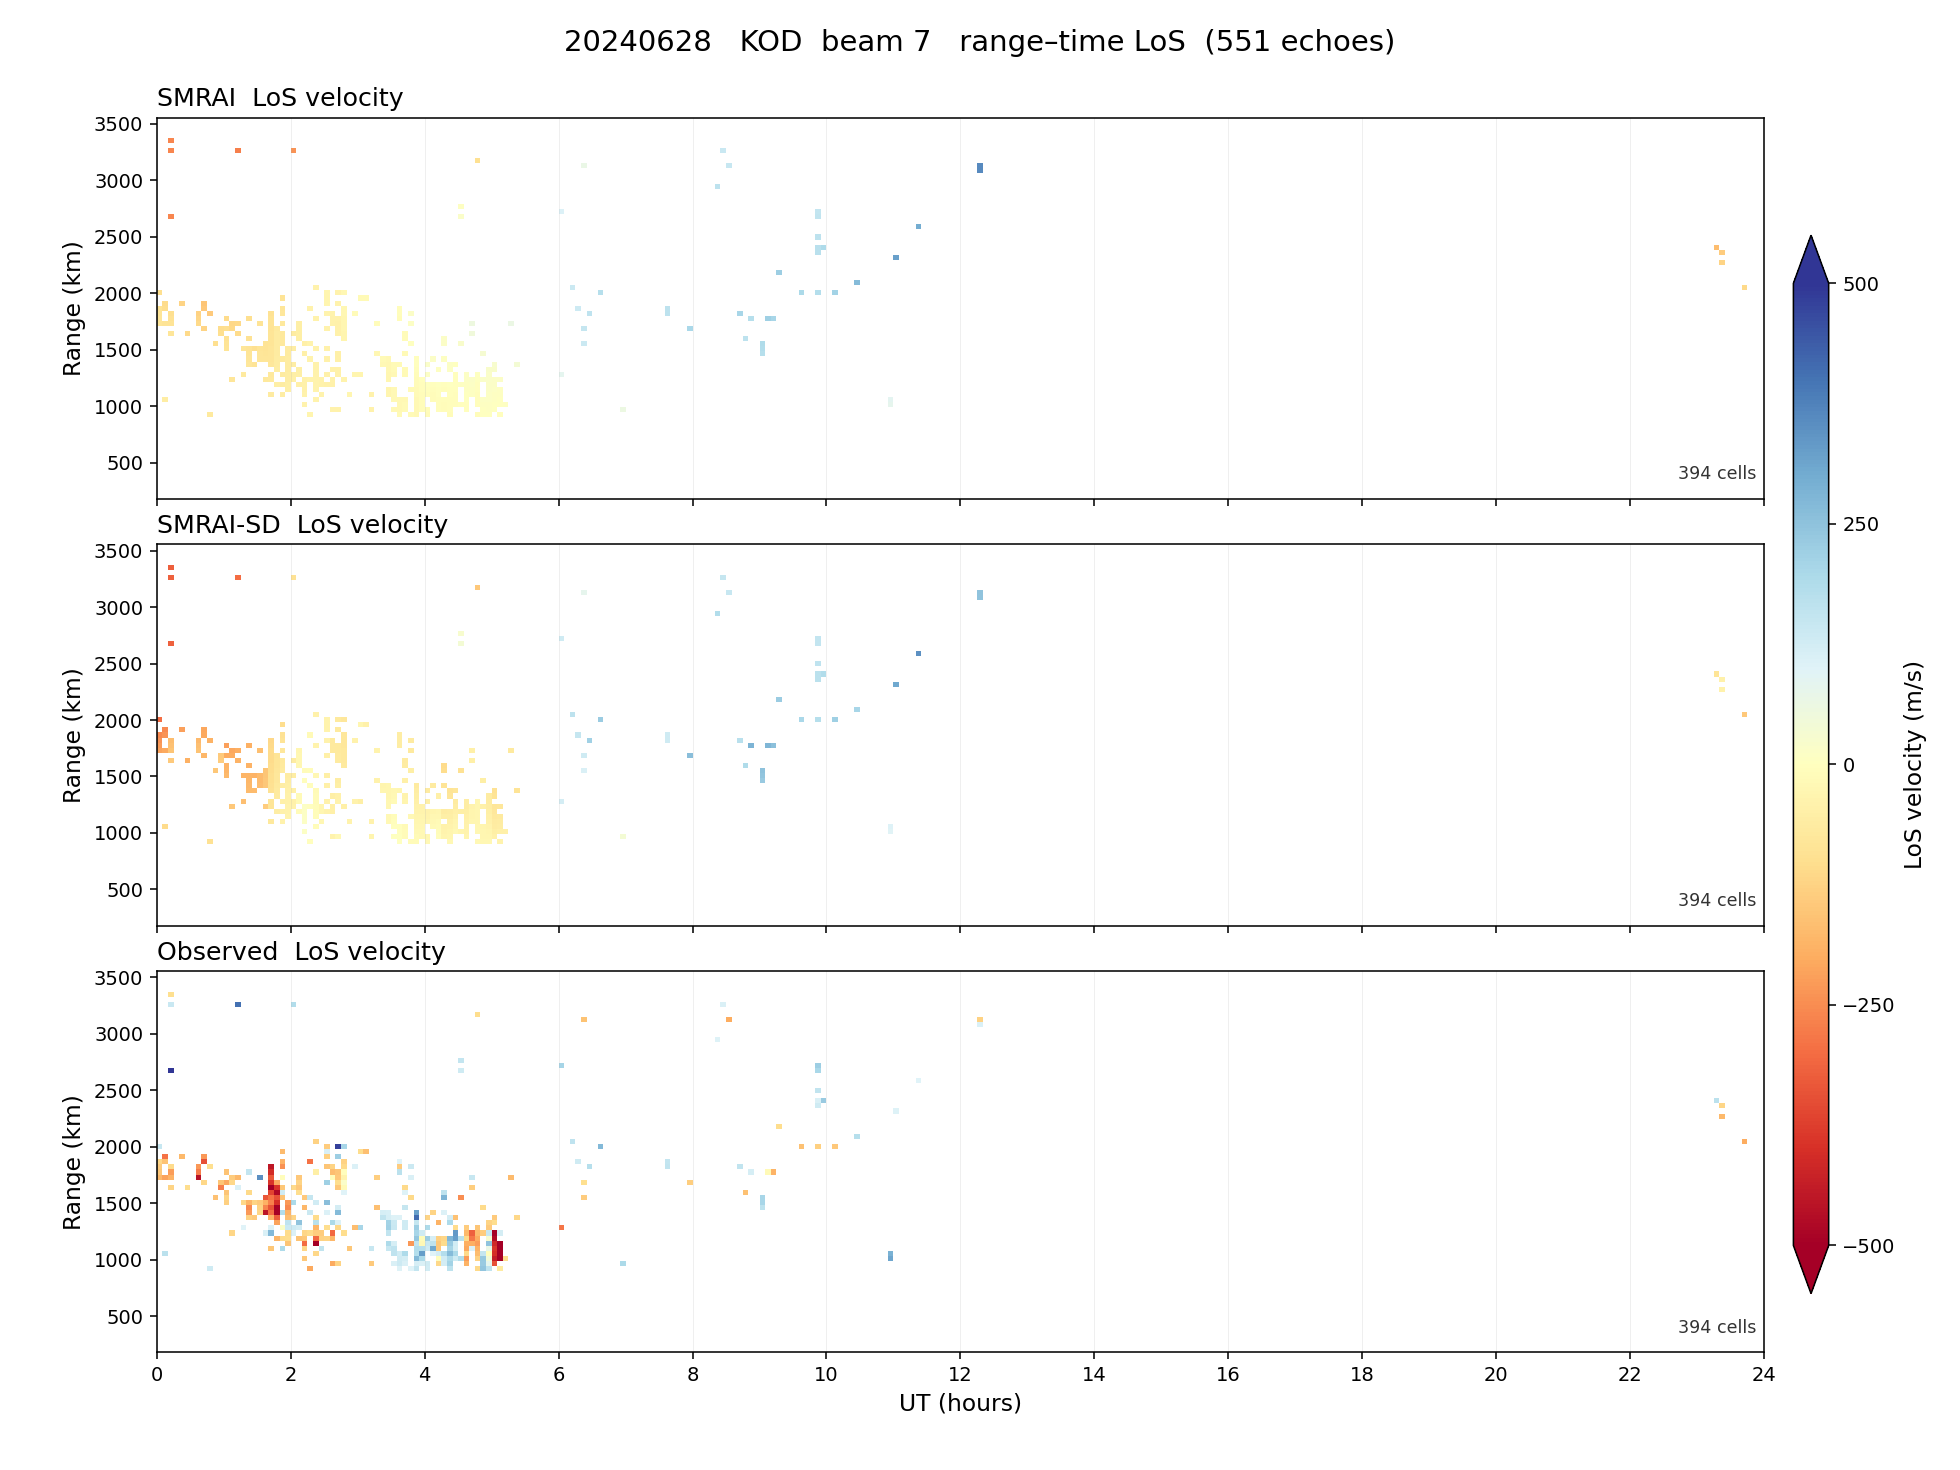 20240628   KOD  beam 7   range–time LoS  (551 echoes)
SMRAI  LoS velocity
3500
3000
2500
2000
1500
1000
500
Range (km)
394 cells
SMRAI-SD  LoS velocity
3500
3000
2500
2000
1500
1000
500
Range (km)
394 cells
Observed  LoS velocity
3500
3000
2500
2000
1500
1000
500
Range (km)
394 cells
0 2 4 6 8 10 12 14 16 18 20 22 24
UT (hours)
500
250
0
−250
−500
LoS velocity (m/s)